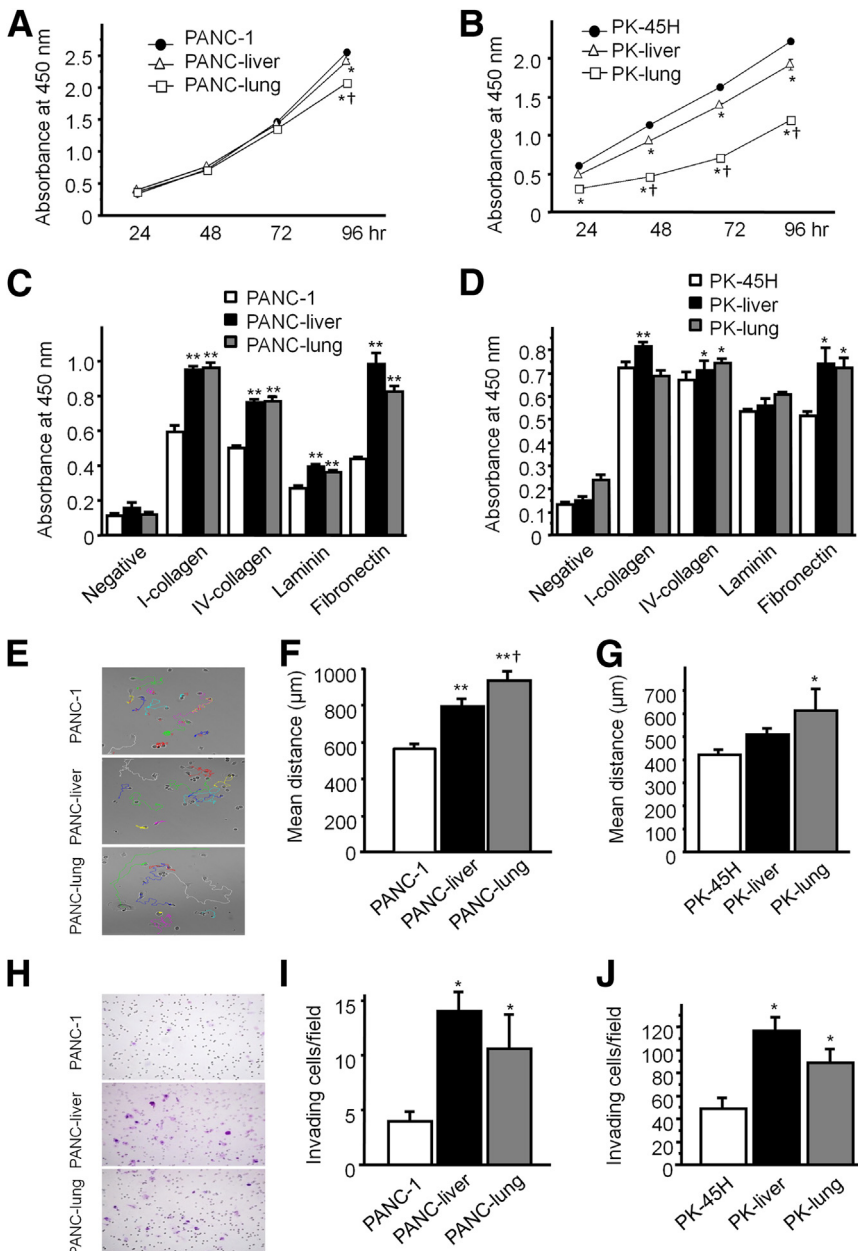 A
PANC-1
PANC-liver
PANC-lung
Absorbance at 450 nm
2.5
2.0
1.5
1.0
0.5
0
*
*†
24 48 72 96 hr
B
PK-45H
PK-liver
PK-lung
Absorbance at 450 nm
2.0
1.5
1.0
0.5
0
* * * *
* *† *† *†
24 48 72 96 hr
C
PANC-1
PANC-liver
PANC-lung
Absorbance at 450 nm
1.0
0.8
0.6
0.4
0.2
0
** ** ** ** ** ** ** **
Negative
I-collagen
IV-collagen
Laminin
Fibronectin
D
PK-45H
PK-liver
PK-lung
Absorbance at 450 nm
0.8
0.7
0.6
0.5
0.4
0.3
0.2
0.1
0
** * * * *
Negative
I-collagen
IV-collagen
Laminin
Fibronectin
E
PANC-1
PANC-liver
PANC-lung
F
Mean distance (μm)
1000
800
600
400
200
0
**
**†
PANC-1
PANC-liver
PANC-lung
G
Mean distance (μm)
700
600
500
400
300
200
100
0
*
PK-45H
PK-liver
PK-lung
H
PANC-1
PANC-liver
PANC-lung
I
Invading cells/field
15
10
5
0
*
*
PANC-1
PANC-liver
PANC-lung
J
Invading cells/field
120
100
80
60
40
20
0
*
*
PK-45H
PK-liver
PK-lung